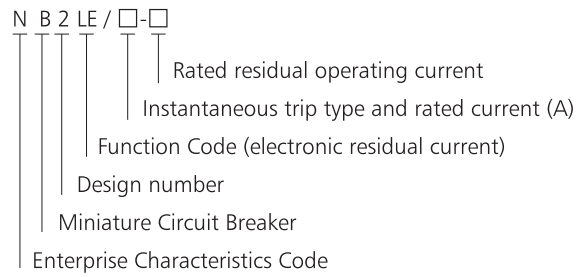 N B 2 LE / □-□
Rated residual operating current
Instantaneous trip type and rated current (A)
Function Code (electronic residual current)
Design number
Miniature Circuit Breaker
Enterprise Characteristics Code